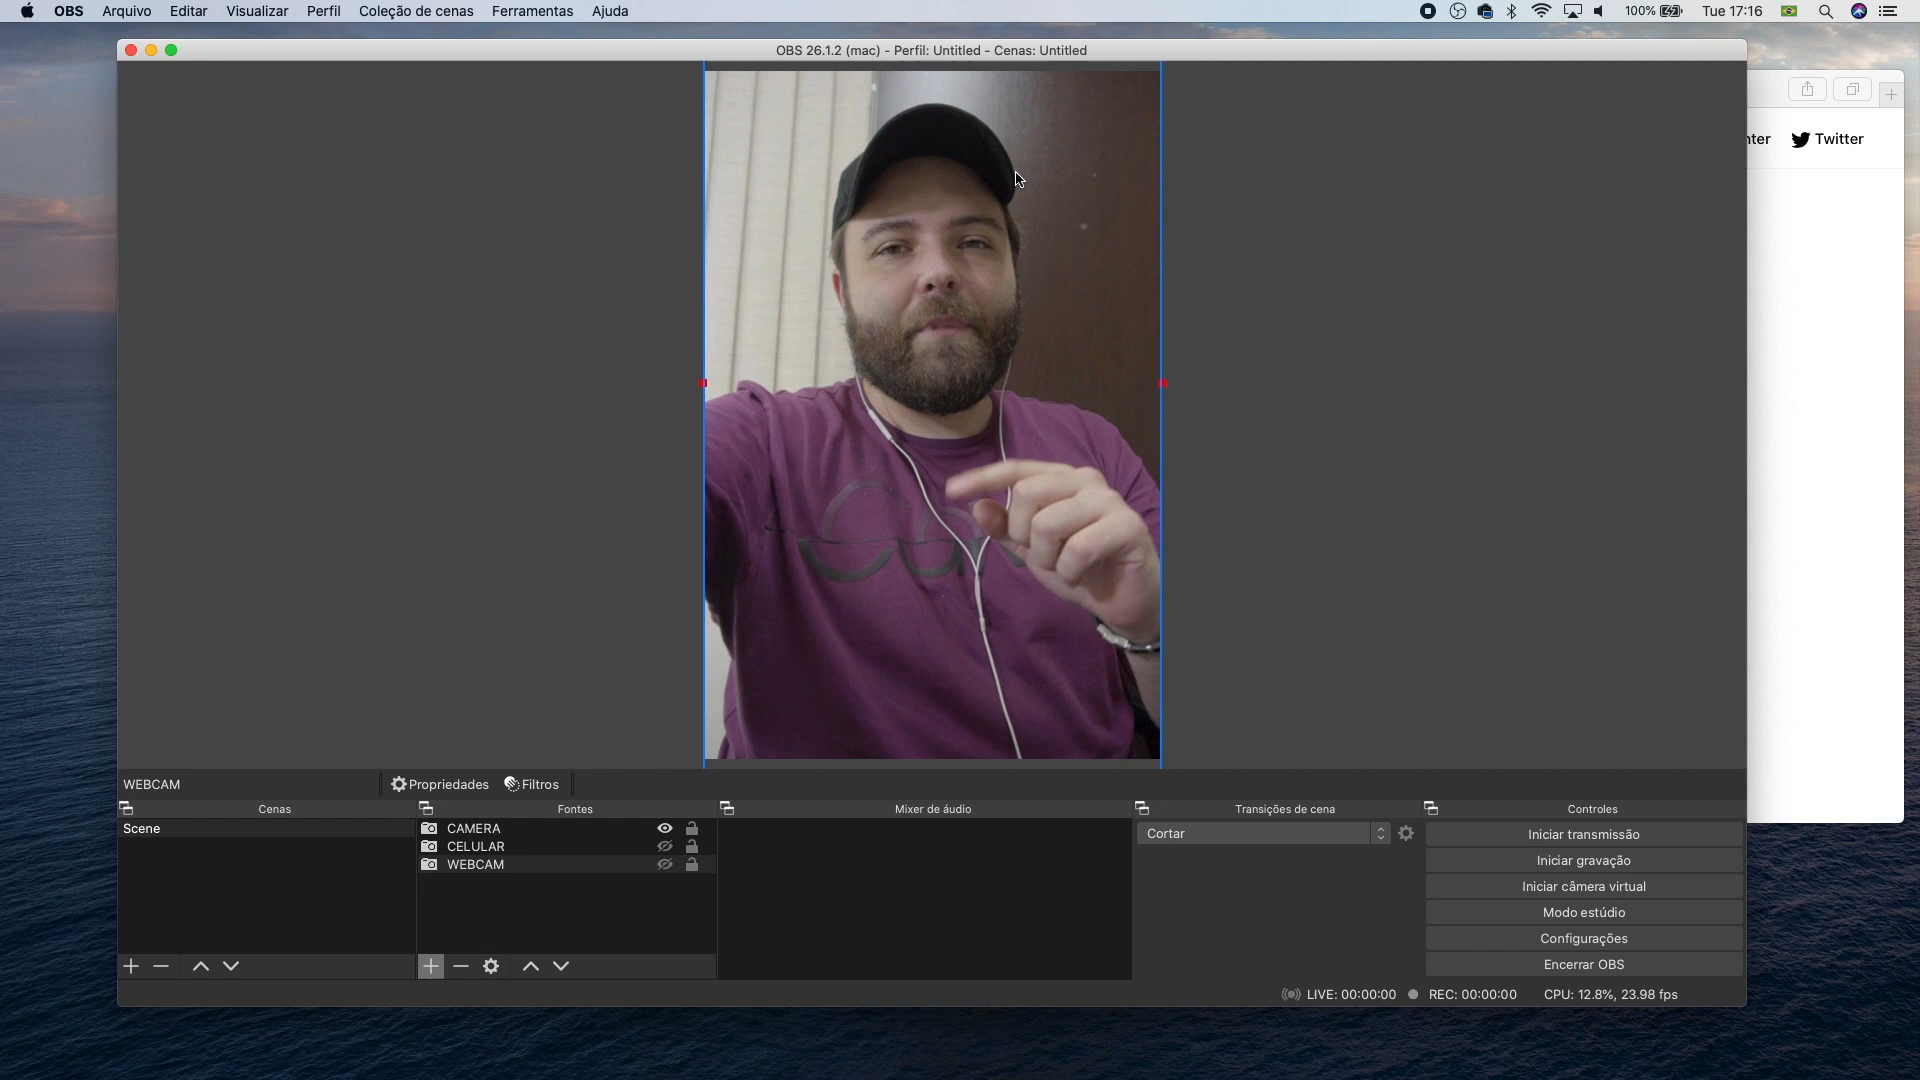 OBS Arquivo Editar Visualizar Perfil Coleção de cenas Ferramentas Ajuda 100% Tue 17:16
OBS 26.1.2 (mac) - Perfil: Untitled - Cenas: Untitled
nter Twitter
WEBCAM Propriedades Filtros
Cenas Fontes Mixer de áudio Transições de cena Controles
Scene CAMERA Cortar Iniciar transmissão
CELULAR
WEBCAM Iniciar gravação
Iniciar câmera virtual
Modo estúdio
Configurações
Encerrar OBS
LIVE: 00:00:00 REC: 00:00:00 CPU: 12.8%, 23.98 fps